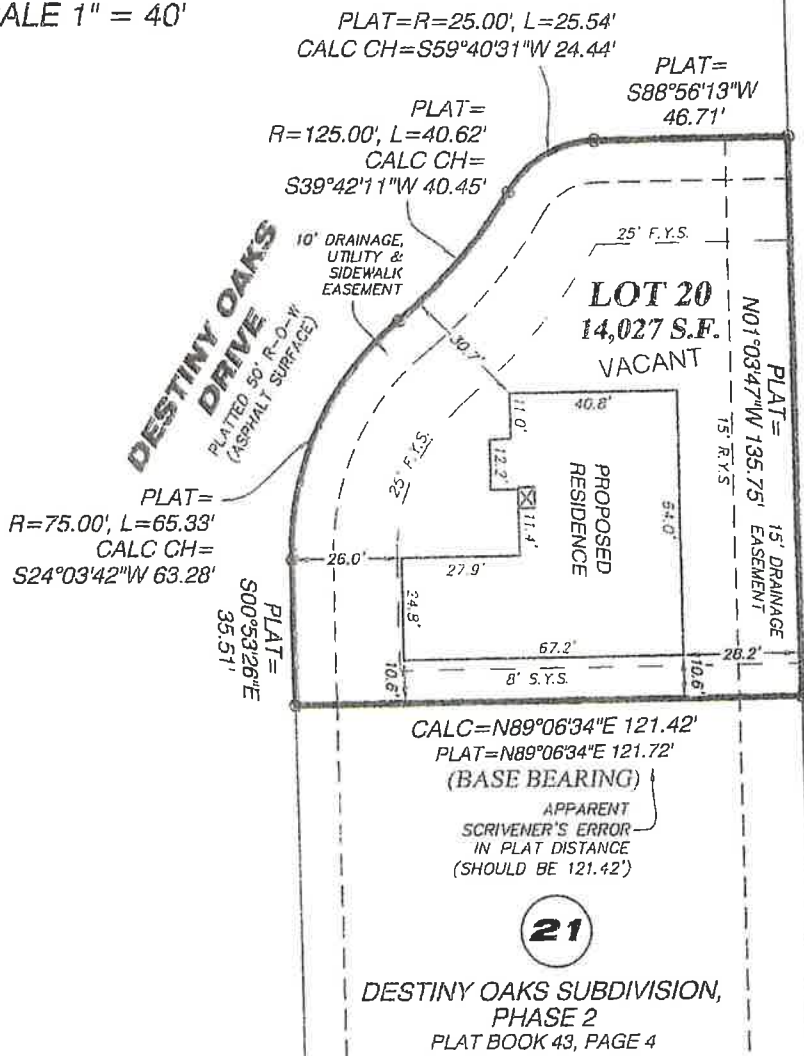 ALE 1" = 40'
PLAT=R=25.00', L=25.54'
CALC CH=S59°40'31"W 24.44'
PLAT=
S88°56'13"W
46.71'
PLAT=
R=125.00', L=40.62'
CALC CH=
S39°42'11"W 40.45'
10' DRAINAGE,
UTILITY &
SIDEWALK
EASEMENT
DESTINY OAKS
DRIVE
PLATTED 50' R-O-W
(ASPHALT SURFACE)
25' F.Y.S.
LOT 20
14,027 S.F.
VACANT
PLAT=
N01°03'47"W 135.75'
15' R.Y.S
15' DRAINAGE
EASEMENT
30.7'
40.8'
11.0'
12.2'
11.4'
PROPOSED
RESIDENCE
64.0'
25' F.Y.S.
PLAT=
R=75.00', L=65.33'
CALC CH=
S24°03'42"W 63.28'
26.0'
27.9'
24.8'
PLAT=
S00°53'26"E
35.51'
67.2'
28.2'
10.6'
8' S.Y.S.
10.6'
CALC=N89°06'34"E 121.42'
PLAT=N89°06'34"E 121.72'
(BASE BEARING)
APPARENT
SCRIVENER'S ERROR
IN PLAT DISTANCE
(SHOULD BE 121.42')
21
DESTINY OAKS SUBDIVISION,
PHASE 2
PLAT BOOK 43, PAGE 4